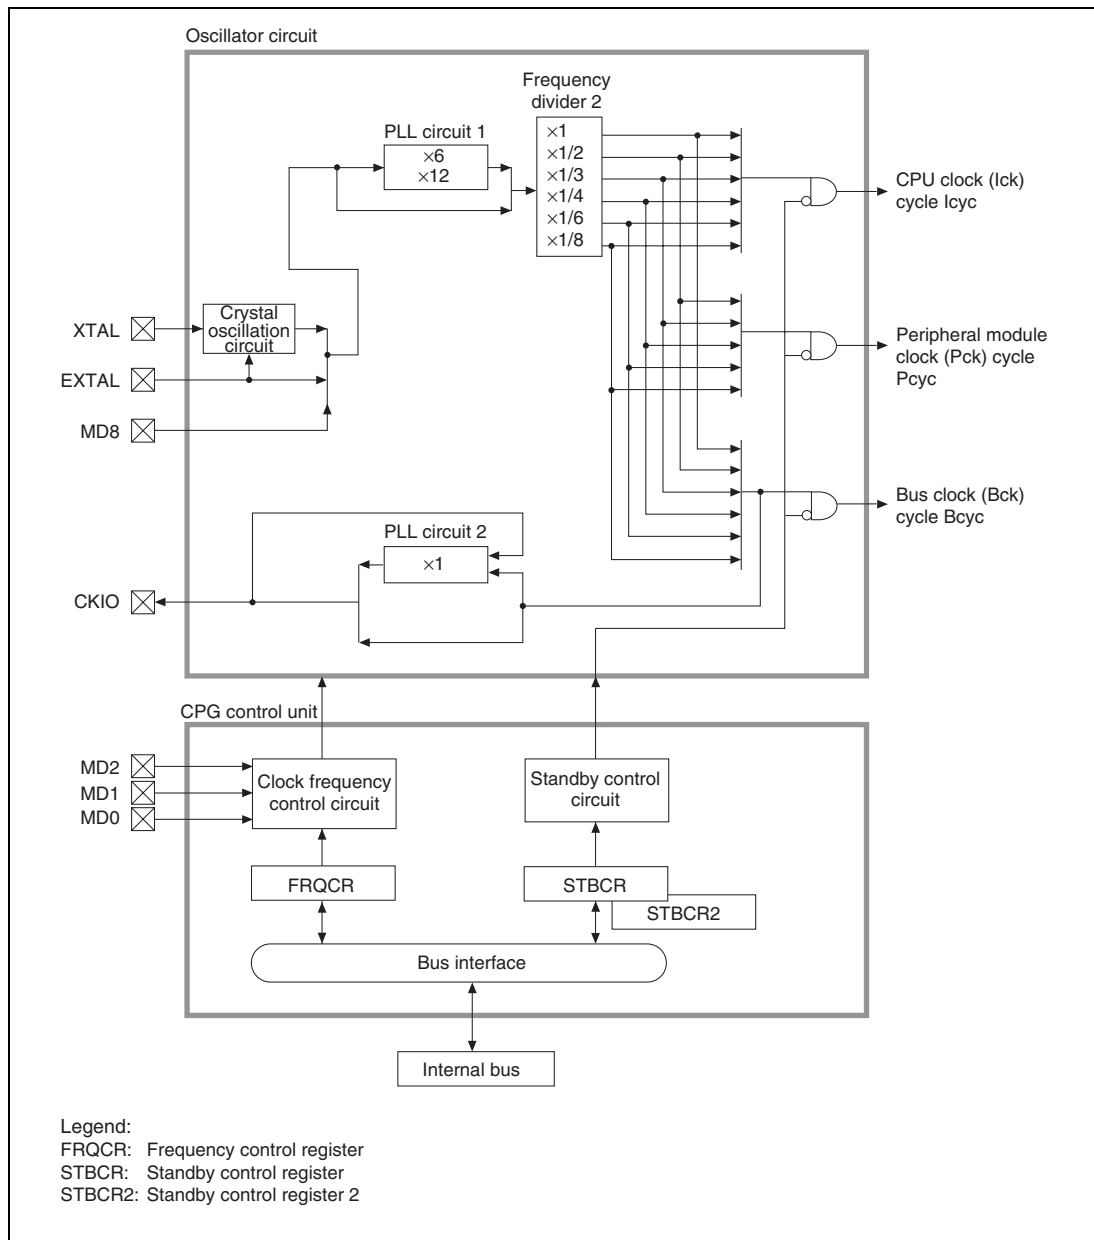 Oscillator circuit
Frequency
divider 2
PLL circuit 1
×6
×12
×1
×1/2
×1/3
×1/4
×1/6
×1/8
CPU clock (Ick)
cycle Icyc
XTAL
Crystal
oscillation
circuit
EXTAL
MD8
Peripheral module
clock (Pck) cycle
Pcyc
Bus clock (Bck)
cycle Bcyc
PLL circuit 2
×1
CKIO
CPG control unit
MD2
MD1
MD0
Clock frequency
control circuit
Standby control
circuit
FRQCR
STBCR
STBCR2
Bus interface
Internal bus
Legend:
FRQCR: Frequency control register
STBCR: Standby control register
STBCR2: Standby control register 2